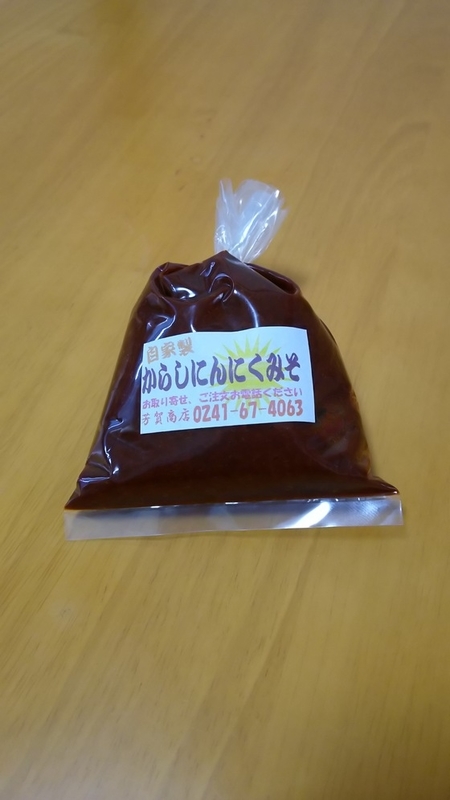 自家製
からしにんにくみそ
お取り寄せ、ご注文お電話ください
芳賀商店 0241-67-4063